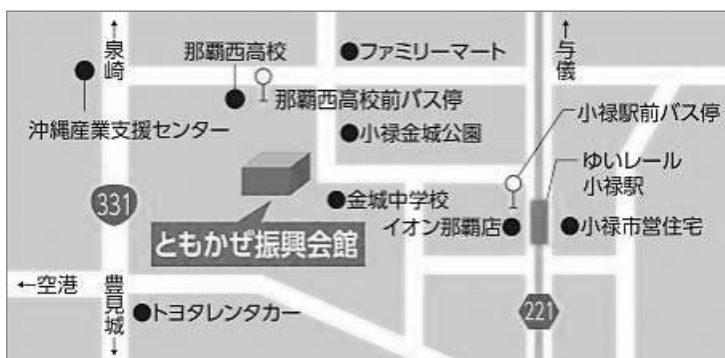 ↑泉崎
那覇西高校
ファミリーマート
↑与儀
那覇西高校前バス停
小禄駅前バス停
沖縄産業支援センター
小禄金城公園
ゆいレール
小禄駅
331
金城中学校
イオン那覇店
小禄市営住宅
ともかぜ振興会館
←空港
豊見城↓
トヨタレンタカー
221